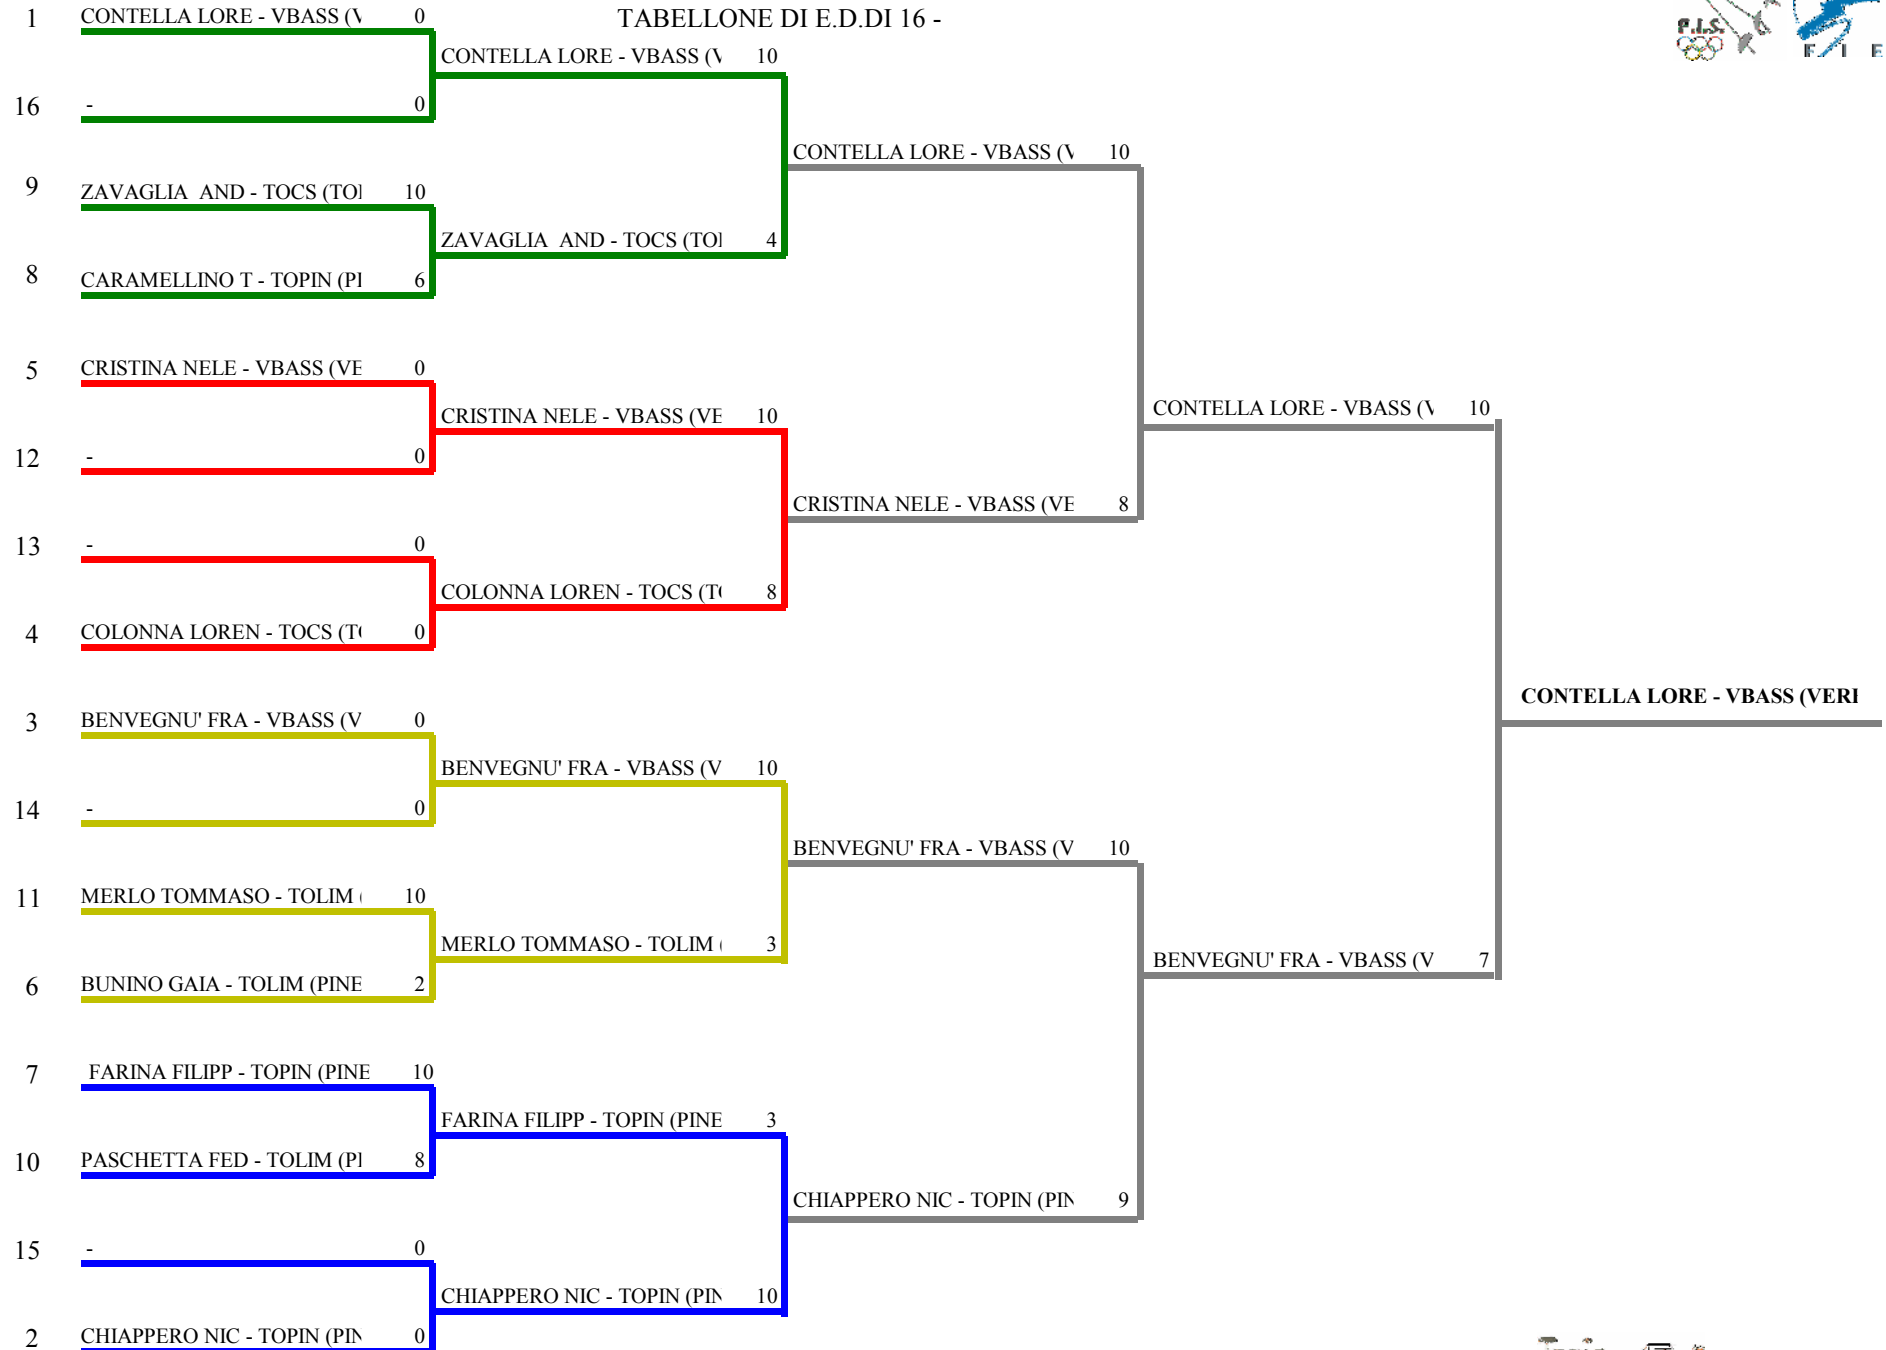 1 CONTELLA LORE - VBASS (V 0
TABELLONE DI E.D.DI 16 -
F.I.S.
F I E
CONTELLA LORE - VBASS (V 10
16 - 0
CONTELLA LORE - VBASS (V 10
9 ZAVAGLIA AND - TOCS (TOI 10
ZAVAGLIA AND - TOCS (TOI 4
8 CARAMELLINO T - TOPIN (PI 6
5 CRISTINA NELE - VBASS (VE 0
CRISTINA NELE - VBASS (VE 10
CONTELLA LORE - VBASS (V 10
12 - 0
CRISTINA NELE - VBASS (VE 8
13 - 0
COLONNA LOREN - TOCS (TO 8
4 COLONNA LOREN - TOCS (TO 0
CONTELLA LORE - VBASS (VERI
3 BENVEGNU' FRA - VBASS (V 0
BENVEGNU' FRA - VBASS (V 10
14 - 0
BENVEGNU' FRA - VBASS (V 10
11 MERLO TOMMASO - TOLIM ( 10
MERLO TOMMASO - TOLIM ( 3
BENVEGNU' FRA - VBASS (V 7
6 BUNINO GAIA - TOLIM (PINE 2
7 FARINA FILIPP - TOPIN (PINE 10
FARINA FILIPP - TOPIN (PINE 3
10 PASCHETTA FED - TOLIM (PI 8
CHIAPPERO NIC - TOPIN (PIN 9
15 - 0
CHIAPPERO NIC - TOPIN (PIN 10
2 CHIAPPERO NIC - TOPIN (PIN 0